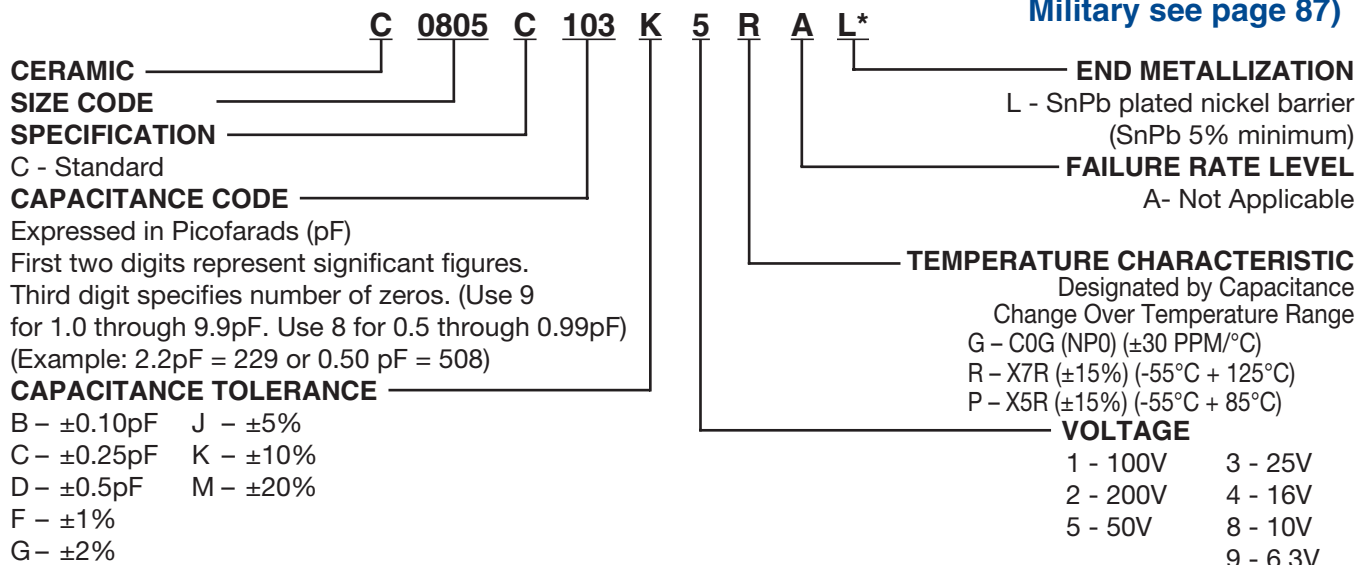 Military see page 87)
C 0805 C 103 K 5 R A L*
CERAMIC
SIZE CODE
SPECIFICATION
C - Standard
CAPACITANCE CODE
Expressed in Picofarads (pF)
First two digits represent significant figures.
Third digit specifies number of zeros. (Use 9
for 1.0 through 9.9pF. Use 8 for 0.5 through 0.99pF)
(Example: 2.2pF = 229 or 0.50 pF = 508)
CAPACITANCE TOLERANCE
B – ±0.10pF J – ±5%
C – ±0.25pF K – ±10%
D – ±0.5pF M – ±20%
F – ±1%
G – ±2%
END METALLIZATION
L - SnPb plated nickel barrier
(SnPb 5% minimum)
FAILURE RATE LEVEL
A- Not Applicable
TEMPERATURE CHARACTERISTIC
Designated by Capacitance
Change Over Temperature Range
G – C0G (NP0) (±30 PPM/°C)
R – X7R (±15%) (-55°C + 125°C)
P – X5R (±15%) (-55°C + 85°C)
VOLTAGE
1 - 100V 3 - 25V
2 - 200V 4 - 16V
5 - 50V 8 - 10V
9 - 6.3V